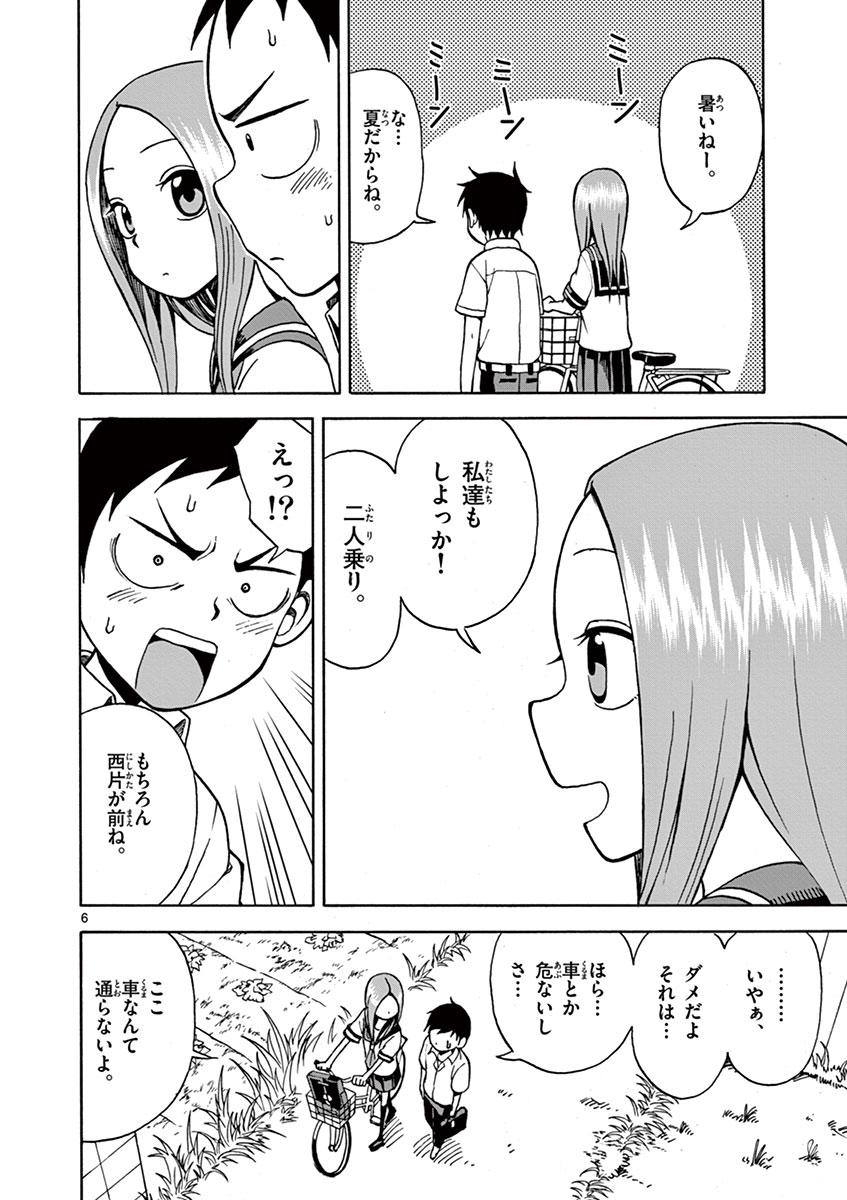 暑いねー。
ミーン
ミーン
ミーン
な…
夏だからね。
私達も
しよっか！
二人乗り。
えっ!?
もちろん
西片が前ね。
6
………
いやぁ、
ダメだよ
それは…
ほら…
車とか
危ないし
さ…
ここ
車なんて
通らないよ。